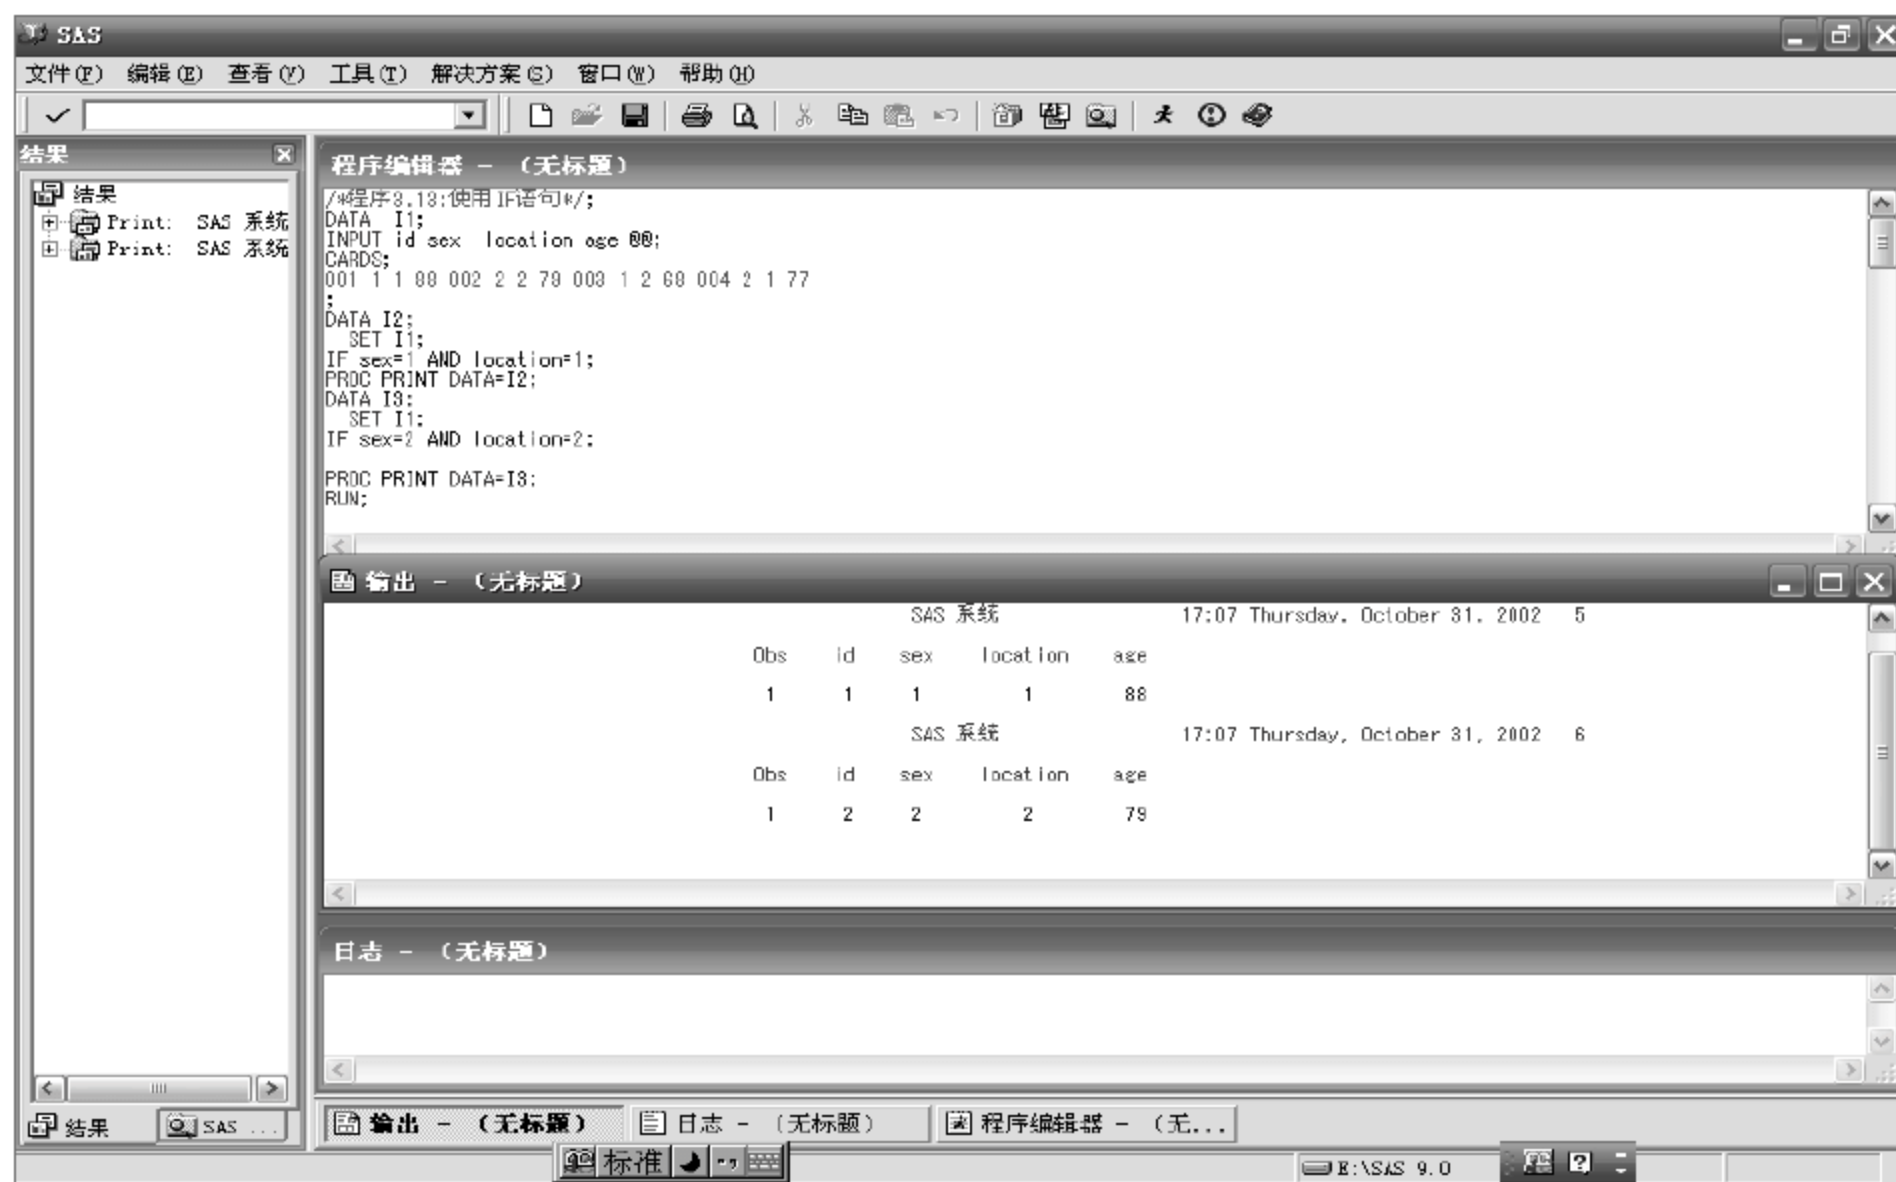 SAS
文件(F) 编辑(E) 查看(V) 工具(T) 解决方案(S) 窗口(W) 帮助(H)
结果
结果
Print: SAS 系统
Print: SAS 系统
程序编辑器 - (无标题)
/*程序3.13:使用IF语句*/;
DATA I1;
INPUT id sex location age @@;
CARDS;
001 1 1 88 002 2 2 79 003 1 2 68 004 2 1 77
;
DATA I2;
SET I1;
IF sex=1 AND location=1;
PROC PRINT DATA=I2;
DATA I3;
SET I1;
IF sex=2 AND location=2;
PROC PRINT DATA=I3;
RUN;
输出 - (无标题)
SAS 系统 17:07 Thursday, October 31, 2002 5
Obs id sex location age
1 1 1 1 88
SAS 系统 17:07 Thursday, October 31, 2002 6
Obs id sex location age
1 2 2 2 79
日志 - (无标题)
结果 SAS ...
输出 - (无标题) 日志 - (无标题) 程序编辑器 - (无...
标准
E:\SAS 9.0